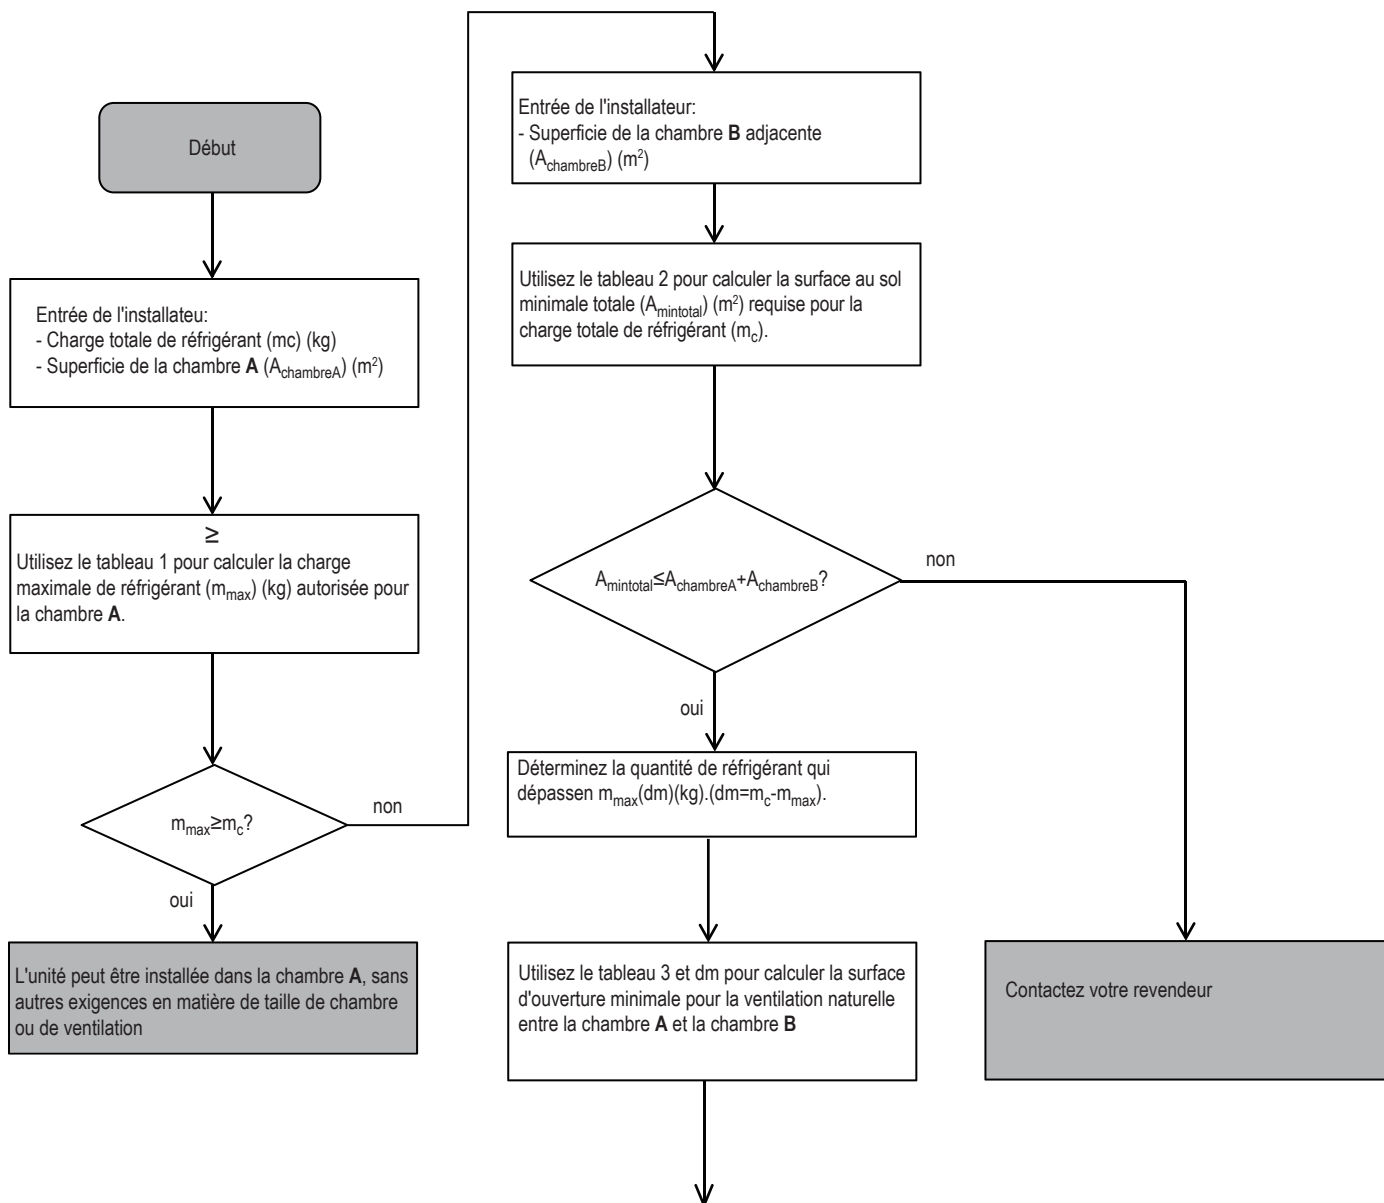 Début
Entrée de l'installateu:
- Charge totale de réfrigérant (mc) (kg)
- Superficie de la chambre A (AchambreA) (m²)
≥
Utilisez le tableau 1 pour calculer la charge
maximale de réfrigérant (mmax) (kg) autorisée pour
la chambre A.
mmax≥mc?
non
oui
L'unité peut être installée dans la chambre A, sans
autres exigences en matière de taille de chambre
ou de ventilation
Entrée de l'installateur:
- Superficie de la chambre B adjacente
(AchambreB) (m²)
Utilisez le tableau 2 pour calculer la surface au sol
minimale totale (Amintotal) (m²) requise pour la
charge totale de réfrigérant (mc).
Amintotal≤AchambreA+AchambreB?
non
oui
Déterminez la quantité de réfrigérant qui
dépassen mmax(dm)(kg).(dm=mc-mmax).
Utilisez le tableau 3 et dm pour calculer la surface
d'ouverture minimale pour la ventilation naturelle
entre la chambre A et la chambre B
Contactez votre revendeur